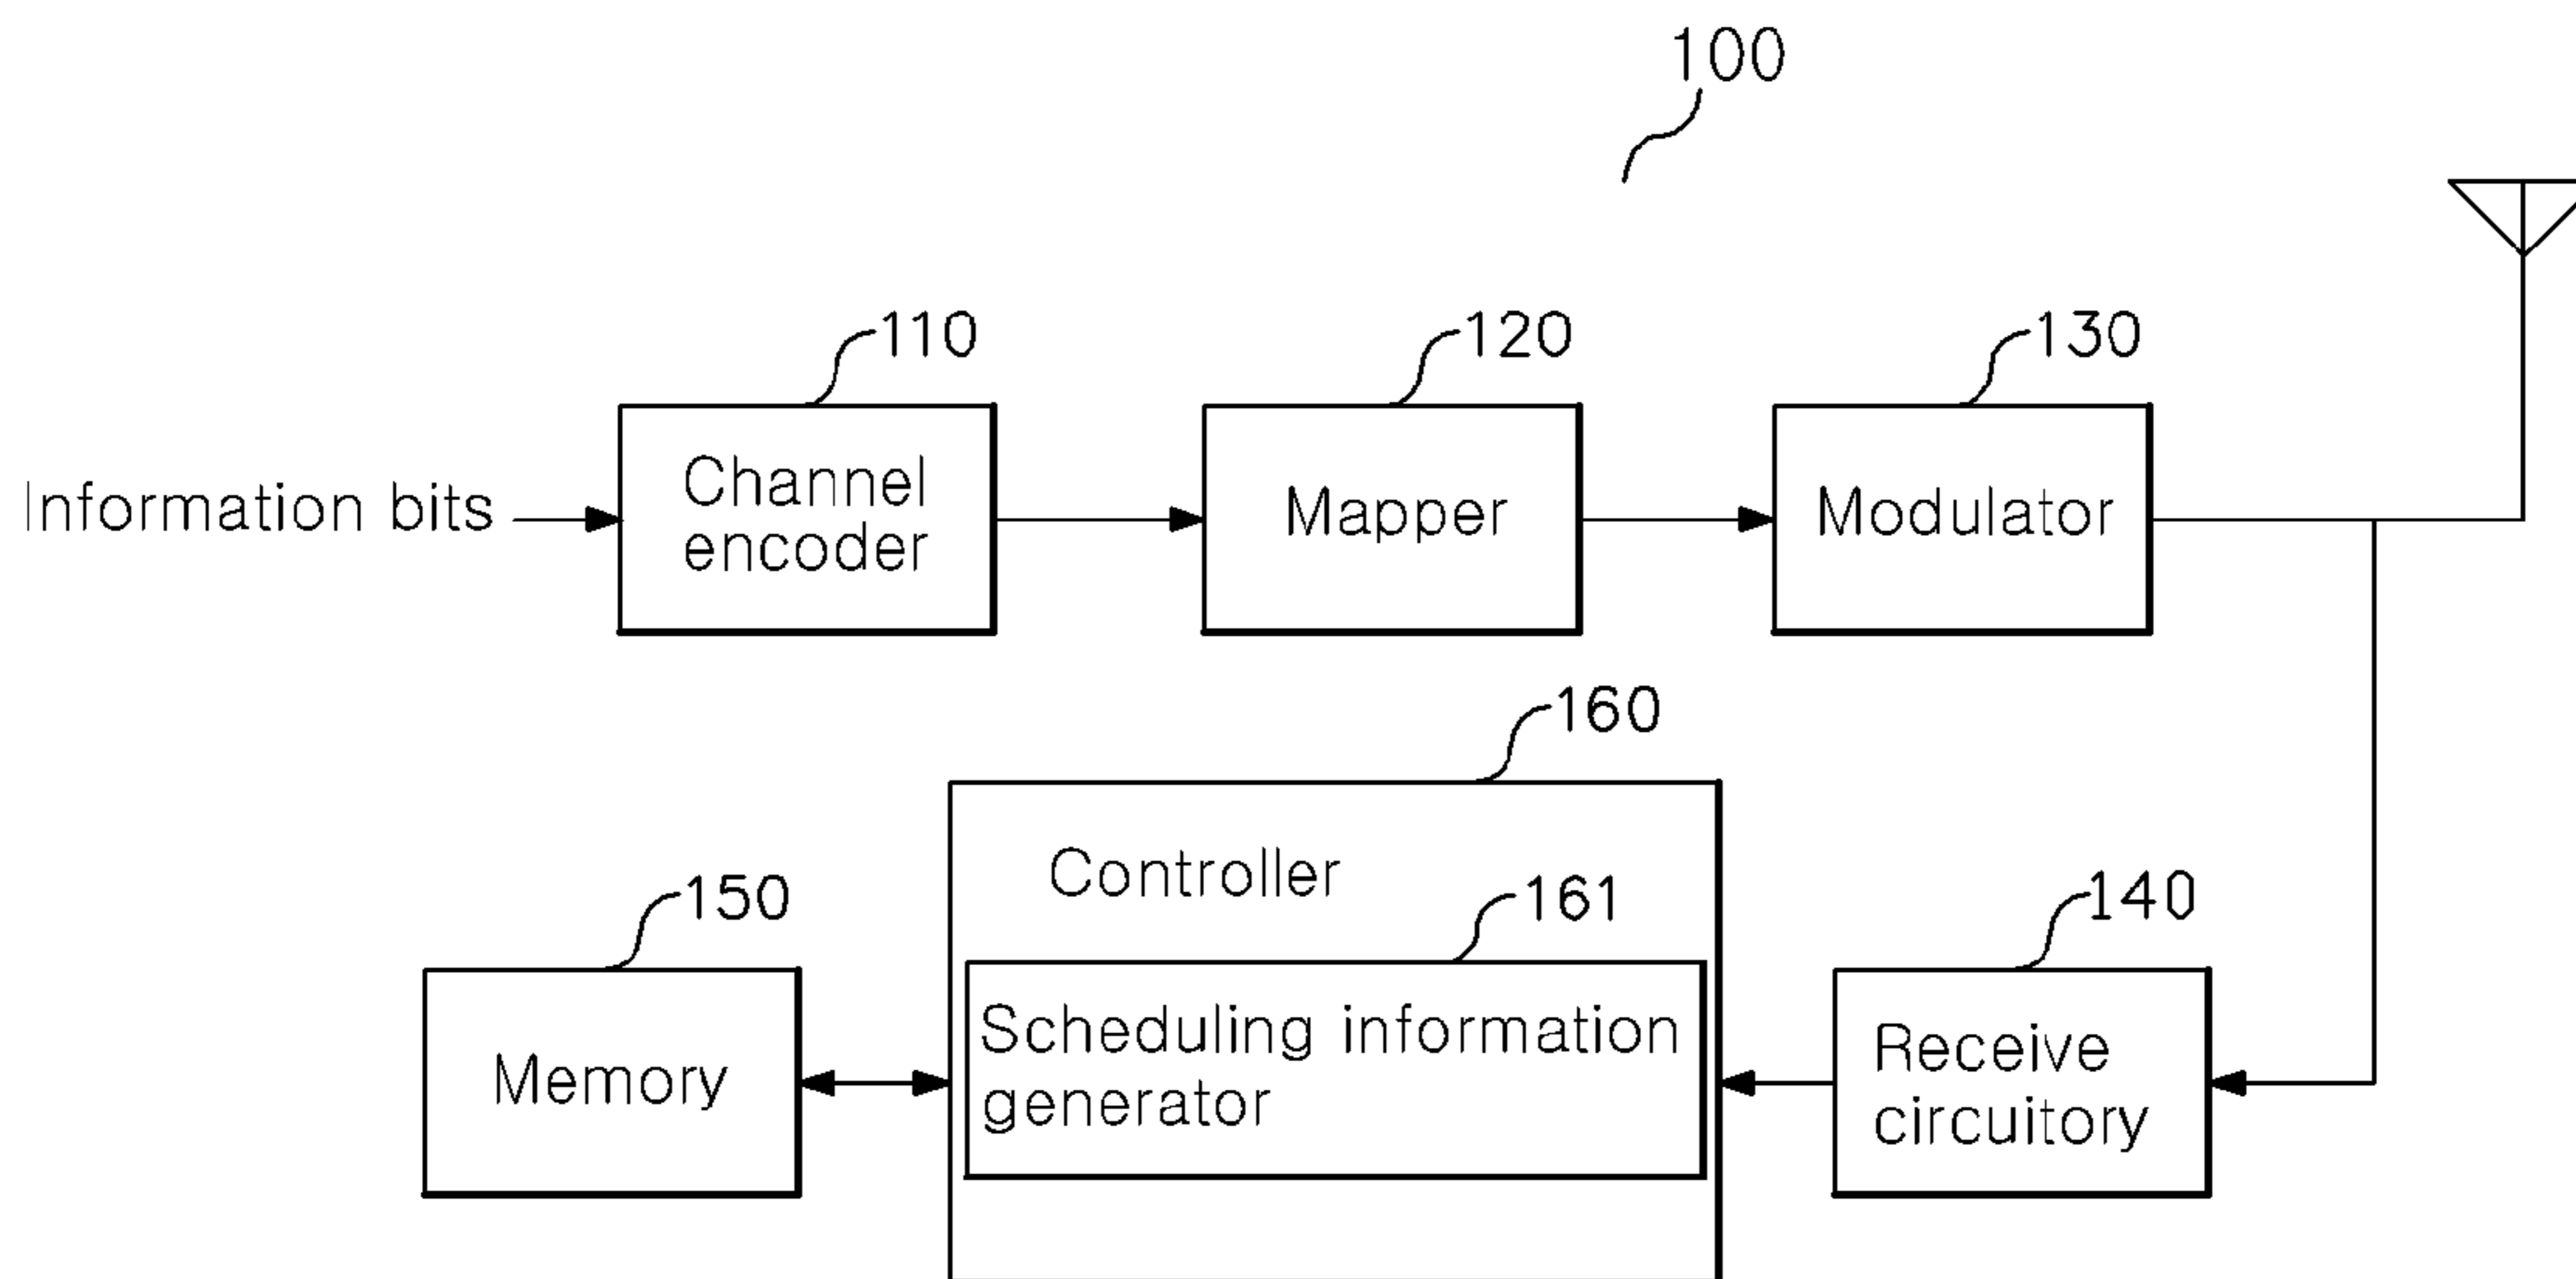 100
110
120
130
Information bits
Channel
encoder
Mapper
Modulator
160
Controller
150
161
140
Memory
Scheduling information
generator
Receive
circuitory